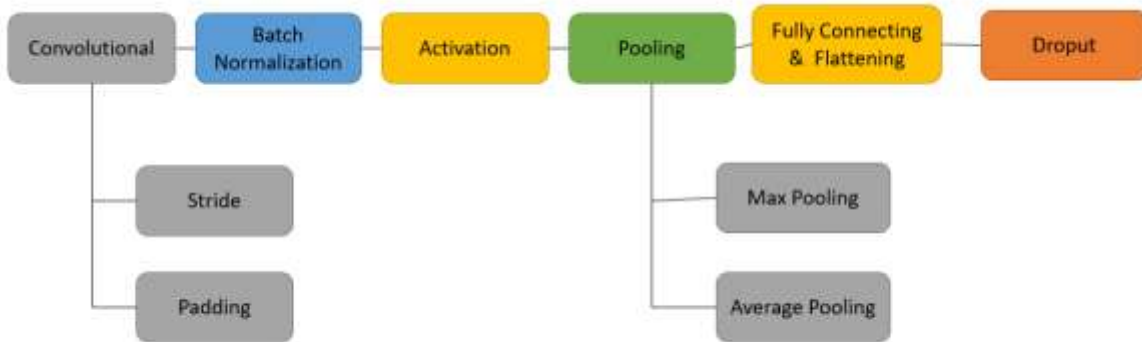 Convolutional
Batch
Normalization
Activation
Pooling
Fully Connecting
& Flattening
Droput
Stride
Max Pooling
Padding
Average Pooling